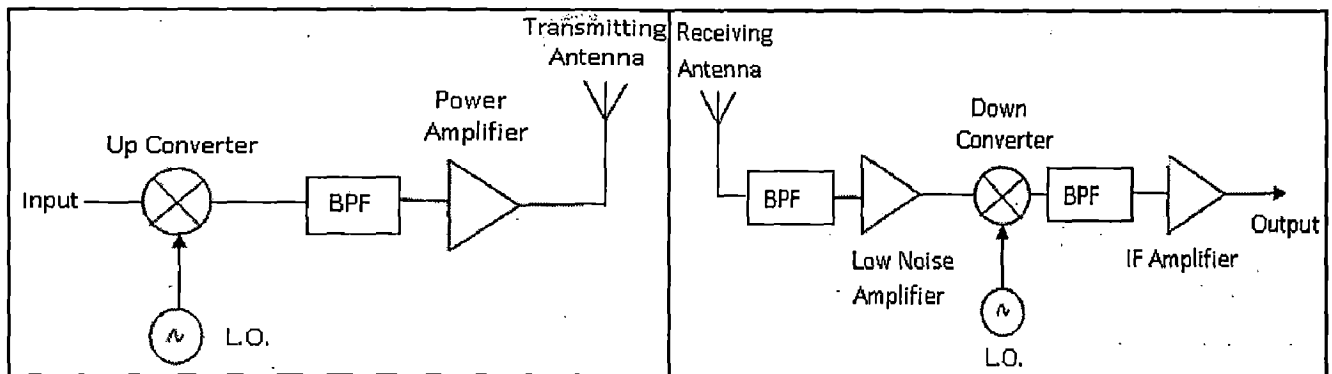 Transmitting
Antenna
Power
Amplifier
Up Converter
Input
BPF
L.O.
Receiving
Antenna
Down
Converter
BPF
BPF
Output
Low Noise
Amplifier
IF Amplifier
L.O.